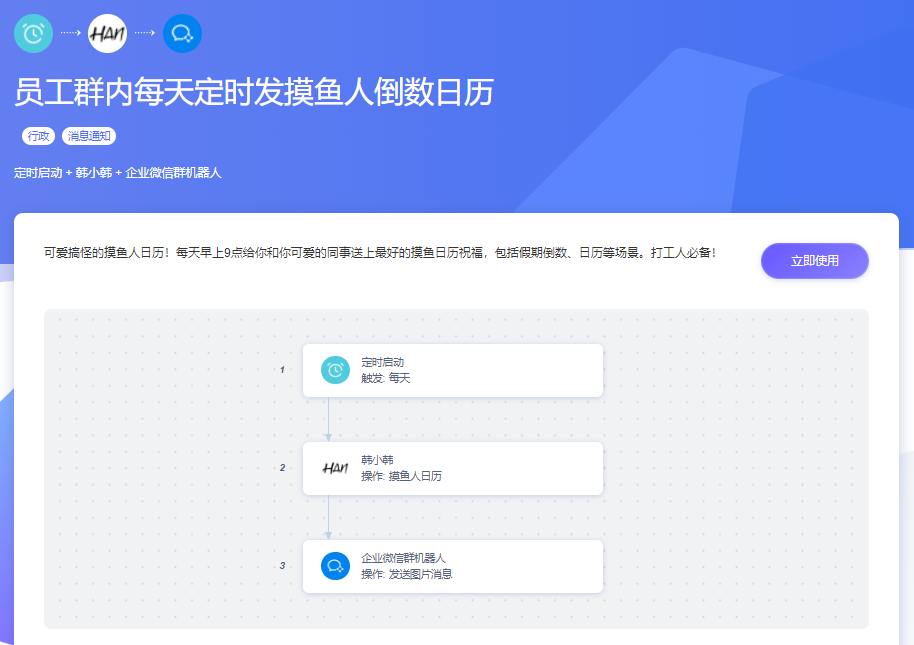 HAN
员工群内每天定时发摸鱼人倒数日历
行政 消息通知
定时启动 + 韩小韩 + 企业微信群机器人
可爱搞怪的摸鱼人日历！每天早上9点给你和你可爱的同事送上最好的摸鱼日历祝福，包括假期倒数、日历等场景。打工人必备！
立即使用
1
定时启动
触发: 每天
2
HAN
韩小韩
操作: 摸鱼人日历
3
企业微信群机器人
操作: 发送图片消息